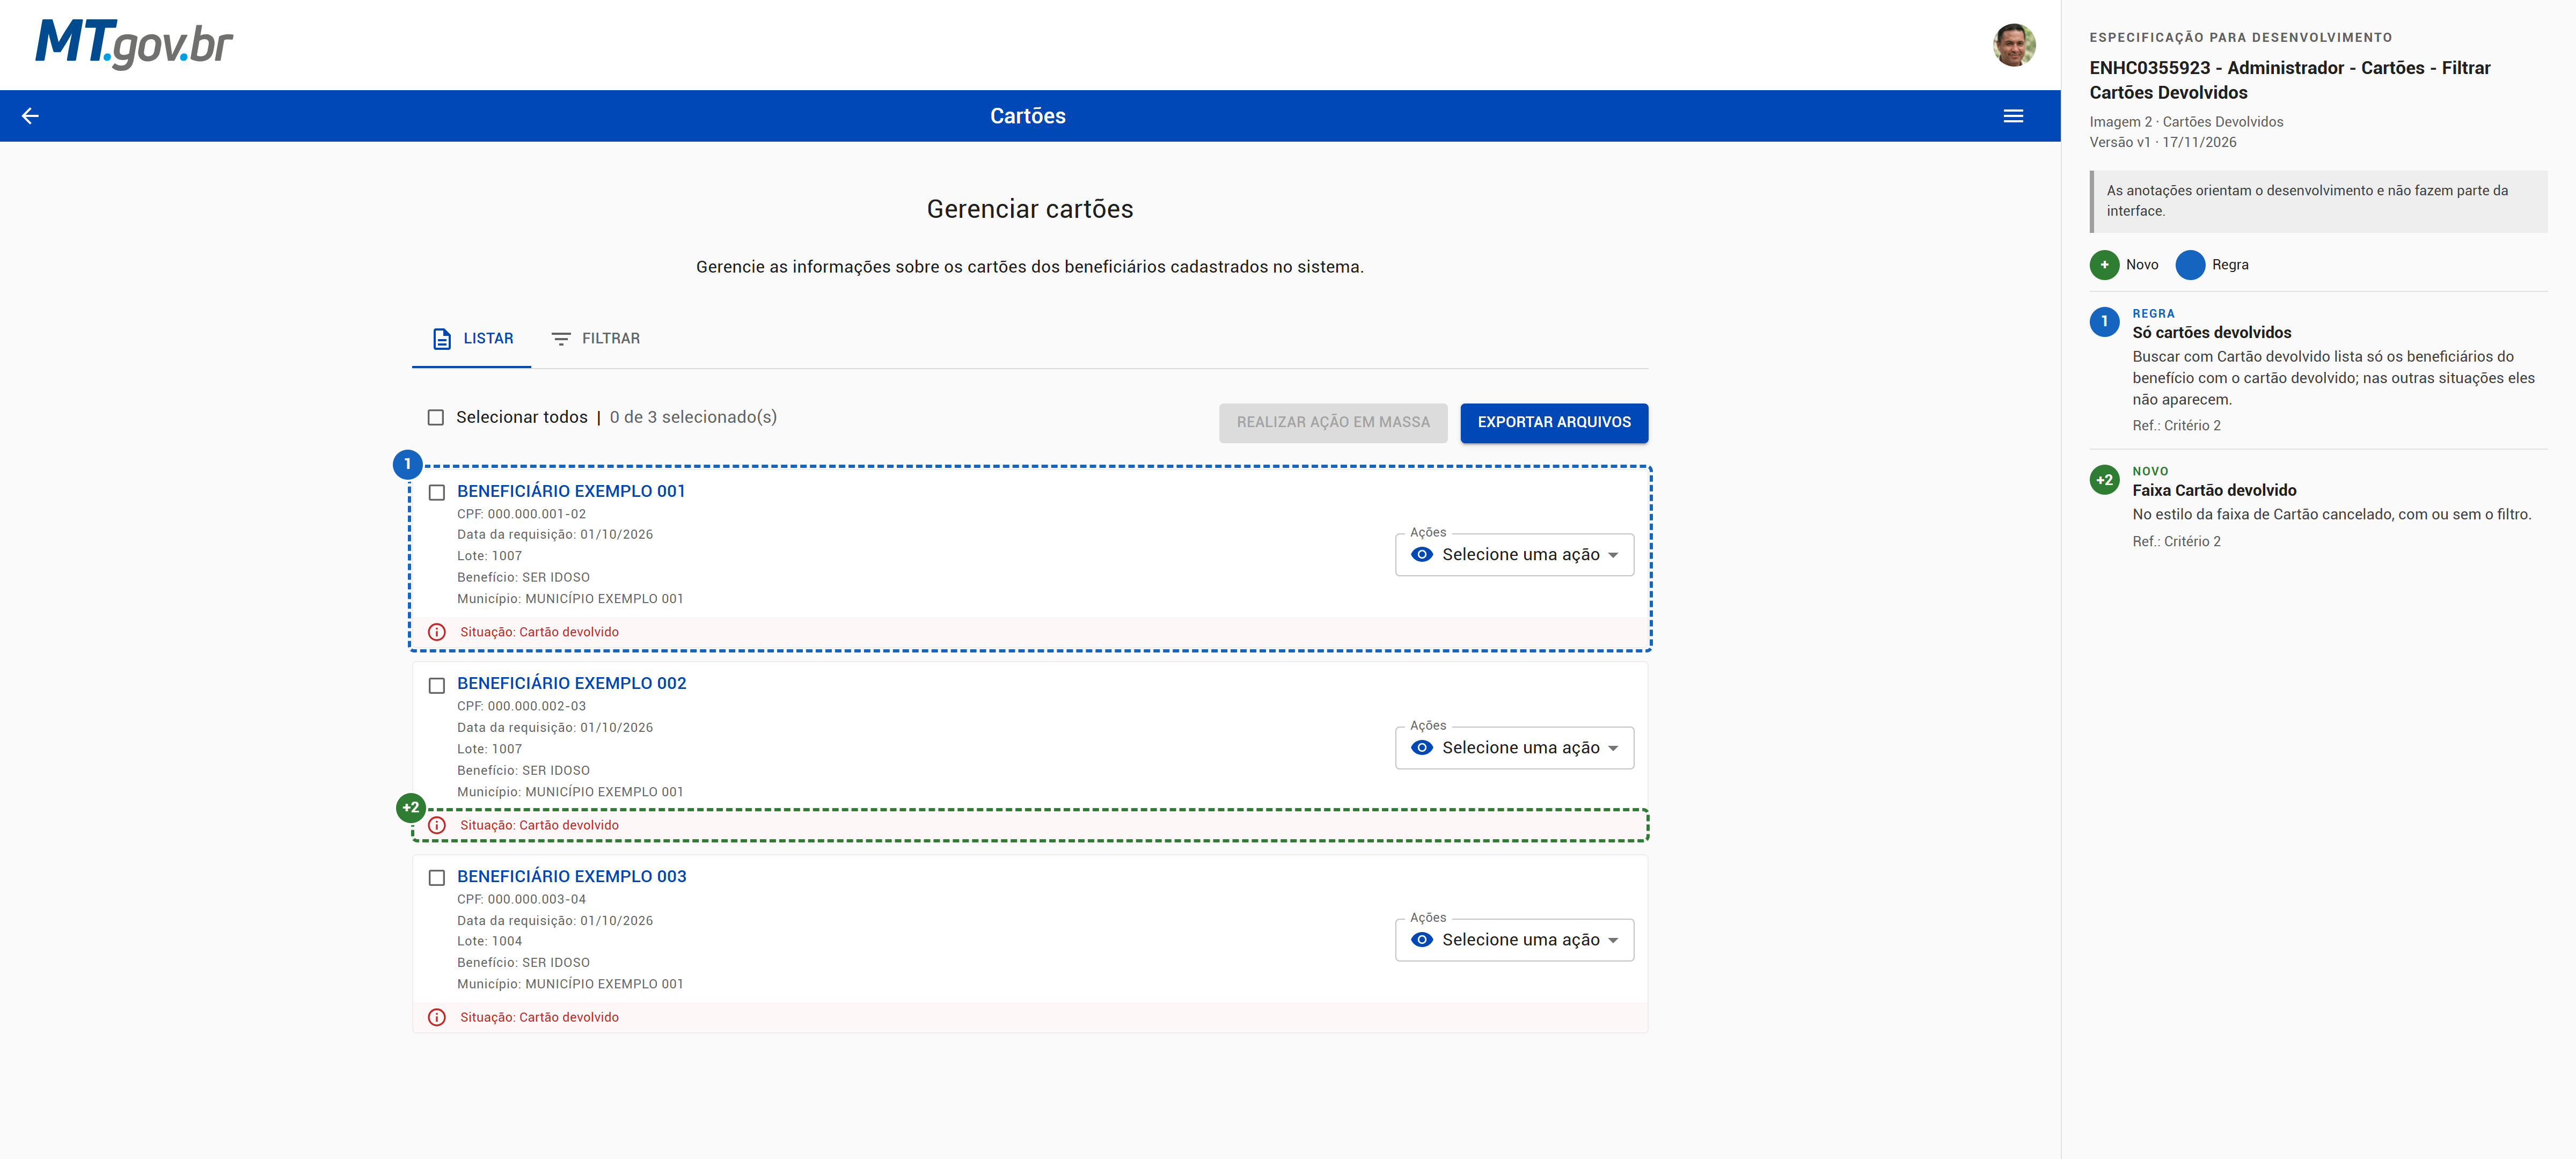 MT.gov.br
Cartões
Gerenciar cartões
Gerencie as informações sobre os cartões dos beneficiários cadastrados no sistema.
LISTAR
FILTRAR
Selecionar todos | 0 de 3 selecionado(s)
REALIZAR AÇÃO EM MASSA
EXPORTAR ARQUIVOS
1
BENEFICIÁRIO EXEMPLO 001
CPF: 000.000.001-02
Data da requisição: 01/10/2026
Lote: 1007
Benefício: SER IDOSO
Município: MUNICÍPIO EXEMPLO 001
Ações
Selecione uma ação
Situação: Cartão devolvido
BENEFICIÁRIO EXEMPLO 002
CPF: 000.000.002-03
Data da requisição: 01/10/2026
Lote: 1007
Benefício: SER IDOSO
Município: MUNICÍPIO EXEMPLO 001
Ações
Selecione uma ação
+2
Situação: Cartão devolvido
BENEFICIÁRIO EXEMPLO 003
CPF: 000.000.003-04
Data da requisição: 01/10/2026
Lote: 1004
Benefício: SER IDOSO
Município: MUNICÍPIO EXEMPLO 001
Ações
Selecione uma ação
Situação: Cartão devolvido
ESPECIFICAÇÃO PARA DESENVOLVIMENTO
ENHC0355923 - Administrador - Cartões - Filtrar
Cartões Devolvidos
Imagem 2 · Cartões Devolvidos
Versão v1 · 17/11/2026
As anotações orientam o desenvolvimento e não fazem parte da
interface.
+ Novo
Regra
1
REGRA
Só cartões devolvidos
Buscar com Cartão devolvido lista só os beneficiários do
benefício com o cartão devolvido; nas outras situações eles
não aparecem.
Ref.: Critério 2
+2
NOVO
Faixa Cartão devolvido
No estilo da faixa de Cartão cancelado, com ou sem o filtro.
Ref.: Critério 2